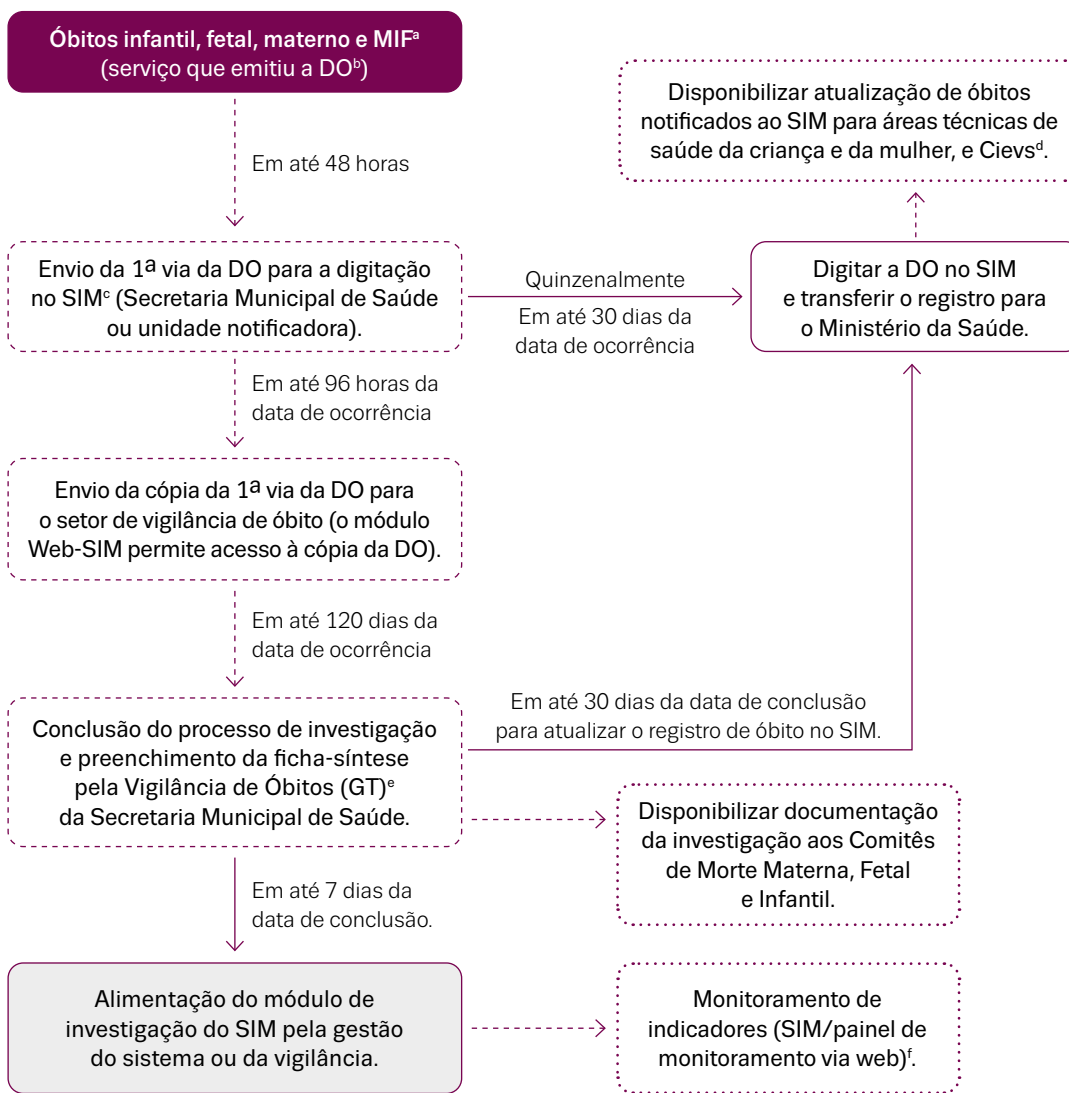 Óbitos infantil, fetal, materno e MIFᵃ
(serviço que emitiu a DOᵇ)
Em até 48 horas
Disponibilizar atualização de óbitos
notificados ao SIM para áreas técnicas de
saúde da criança e da mulher, e Cievsᵈ.
Envio da 1ª via da DO para a digitação
no SIMᶜ (Secretaria Municipal de Saúde
ou unidade notificadora).
Quinzenalmente
Em até 30 dias da
data de ocorrência
Digitar a DO no SIM
e transferir o registro para
o Ministério da Saúde.
Em até 96 horas da
data de ocorrência
Envio da cópia da 1ª via da DO para
o setor de vigilância de óbito (o módulo
Web-SIM permite acesso à cópia da DO).
Em até 120 dias da
data de ocorrência
Conclusão do processo de investigação
e preenchimento da ficha-síntese
pela Vigilância de Óbitos (GT)ᵉ
da Secretaria Municipal de Saúde.
Em até 30 dias da data de conclusão
para atualizar o registro de óbito no SIM.
Disponibilizar documentação
da investigação aos Comitês
de Morte Materna, Fetal
e Infantil.
Em até 7 dias da
data de conclusão.
Alimentação do módulo de
investigação do SIM pela gestão
do sistema ou da vigilância.
Monitoramento de
indicadores (SIM/painel de
monitoramento via web)ᶠ.